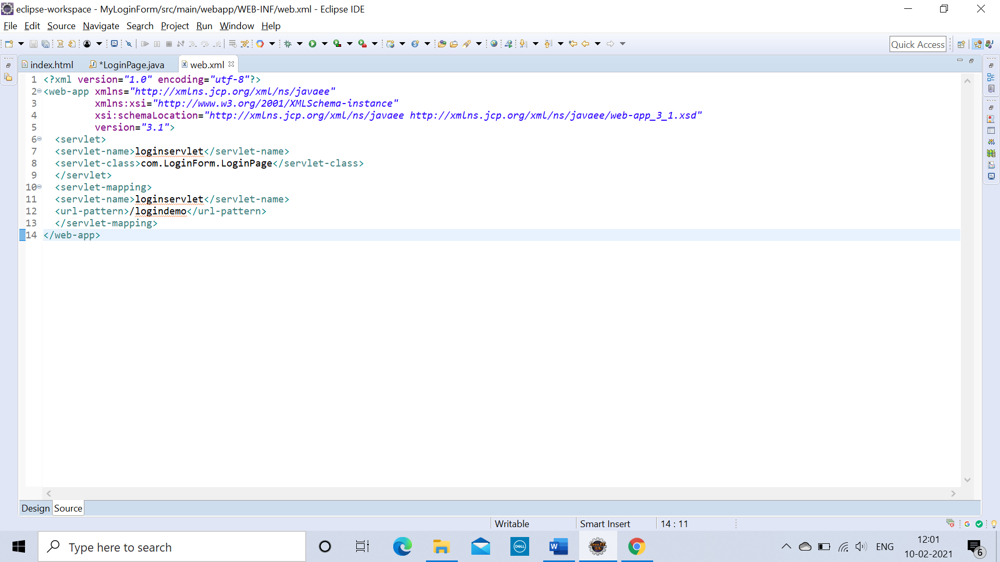 eclipse-workspace - MyLoginForm/src/main/webapp/WEB-INF/web.xml - Eclipse IDE
File Edit Source Navigate Search Project Run Window Help
Quick Access
index.html *LoginPage.java web.xml
1 <?xml version="1.0" encoding="utf-8"?>
2 <web-app xmlns="http://xmlns.jcp.org/xml/ns/javaee"
3 xmlns:xsi="http://www.w3.org/2001/XMLSchema-instance"
4 xsi:schemaLocation="http://xmlns.jcp.org/xml/ns/javaee http://xmlns.jcp.org/xml/ns/javaee/web-app_3_1.xsd"
5 version="3.1">
6 <servlet>
7 <servlet-name>loginservlet</servlet-name>
8 <servlet-class>com.LoginForm.LoginPage</servlet-class>
9 </servlet>
10 <servlet-mapping>
11 <servlet-name>loginservlet</servlet-name>
12 <url-pattern>/logindemo</url-pattern>
13 </servlet-mapping>
14 </web-app>
Design Source
Writable Smart Insert 14 : 11
Type here to search
DELL
W
Java EE IDE
ENG
12:01
10-02-2021
6